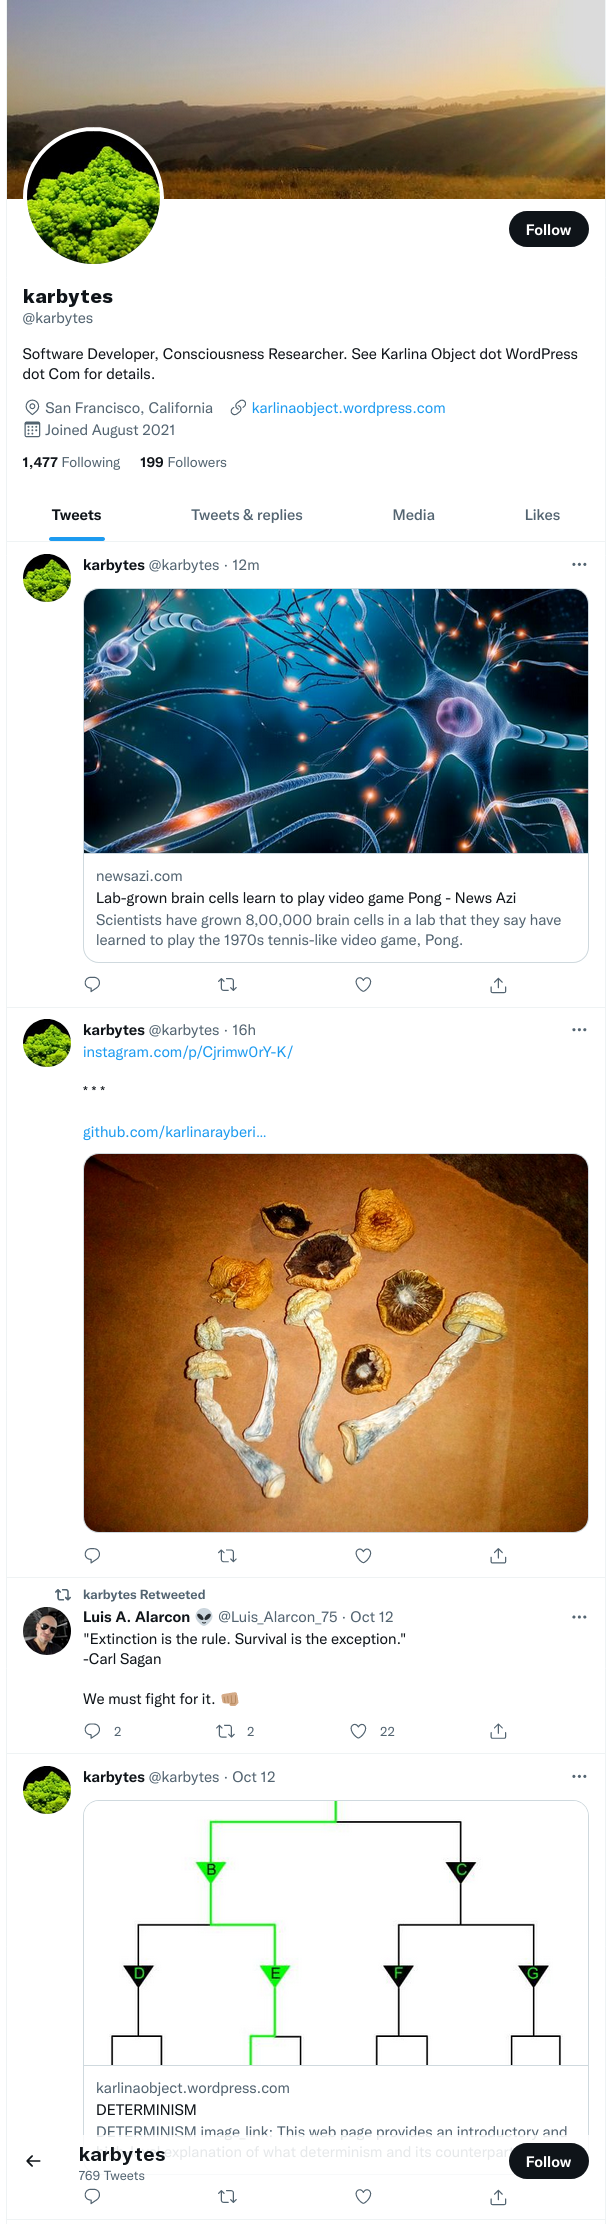 Follow
karbytes
@karbytes
Software Developer, Consciousness Researcher. See Karlina Object dot WordPress
dot Com for details.
San Francisco, California karlinaobject.wordpress.com
Joined August 2021
1,477 Following 199 Followers
Tweets Tweets & replies Media Likes
karbytes @karbytes · 12m
newsazi.com
Lab-grown brain cells learn to play video game Pong - News Azi
Scientists have grown 8,00,000 brain cells in a lab that they say have
learned to play the 1970s tennis-like video game, Pong.
karbytes @karbytes · 16h
instagram.com/p/Cjrimw0rY-K/
* * *
github.com/karlinarayberi...
karbytes Retweeted
Luis A. Alarcon 👽 @Luis_Alarcon_75 · Oct 12
"Extinction is the rule. Survival is the exception."
-Carl Sagan
We must fight for it. 👊🏼
2 2 22
karbytes @karbytes · Oct 12
B C
D E F G
karlinaobject.wordpress.com
DETERMINISM
DETERMINISM image_link: This web page provides an introductory and
explanation of what determinism and its
karbytes
769 Tweets
Follow